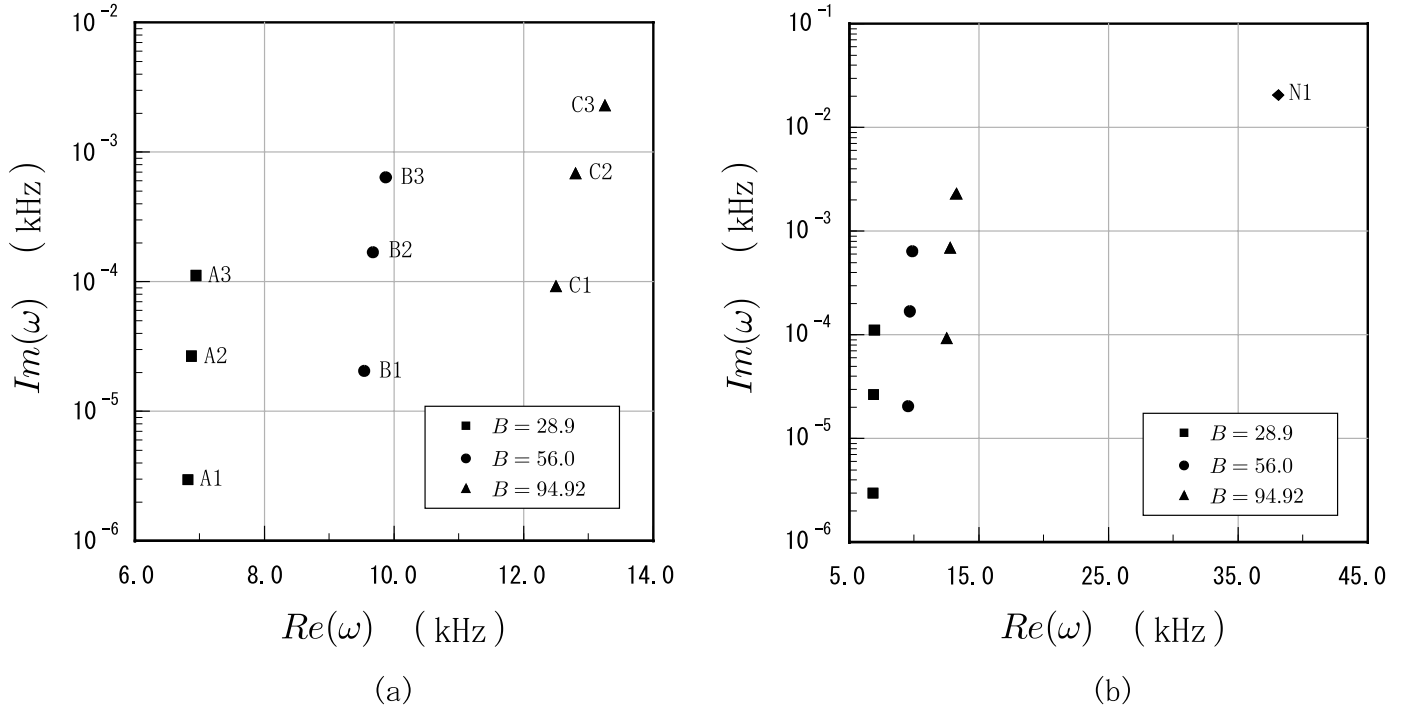 10⁻²
10⁻³
10⁻⁴
10⁻⁵
10⁻⁶
Im(ω) (kHz)
C3
C2
B3
B2
A3
C1
A2
B1
A1
B = 28.9
B = 56.0
B = 94.92
6.0 8.0 10.0 12.0 14.0
Re(ω) (kHz)
(a)
10⁻¹
10⁻²
10⁻³
10⁻⁴
10⁻⁵
10⁻⁶
Im(ω) (kHz)
N1
B = 28.9
B = 56.0
B = 94.92
5.0 15.0 25.0 35.0 45.0
Re(ω) (kHz)
(b)